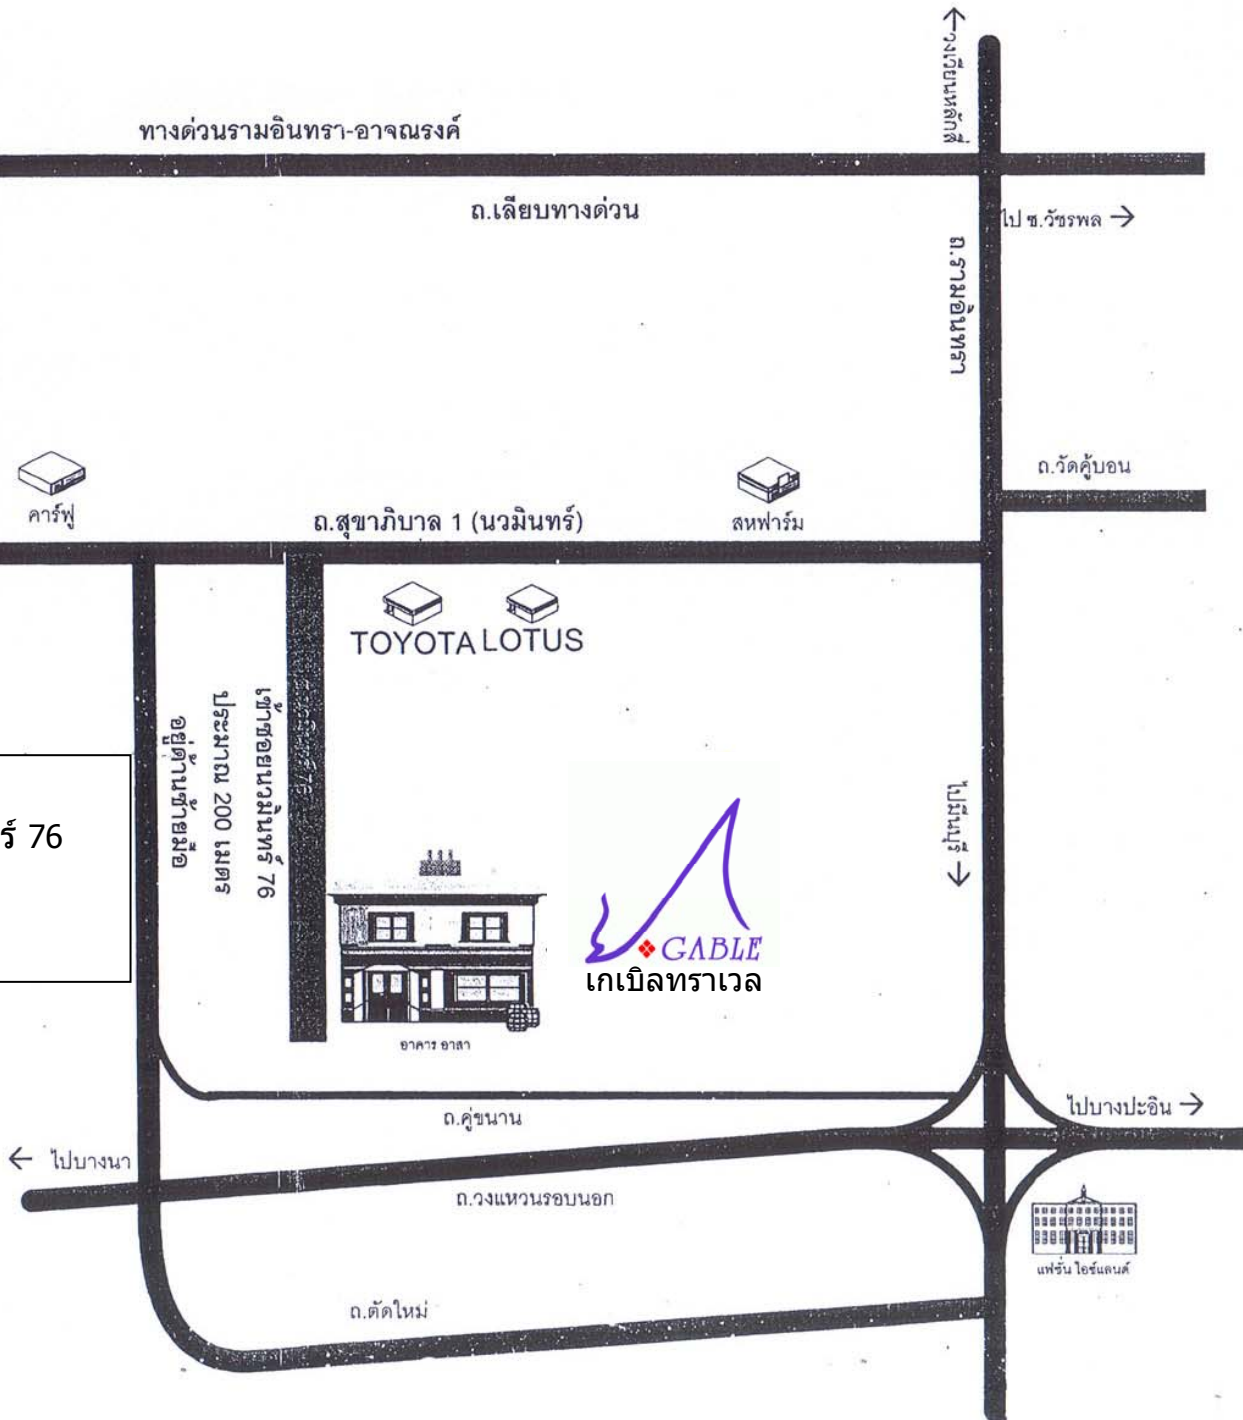 วงเวียนหลักสี่
ทางด่วนรามอินทรา-อาจณรงค์
ถ.เลียบทางด่วน
ไป ซ.วัชรพล
ถ.รามอินทรา
ถ.วัดคู้บอน
คาร์ฟู
ถ.สุขาภิบาล 1 (นวมินทร์)
สหฟาร์ม
TOYOTA LOTUS
เข้าซอยนวมินทร์ 76
ประมาณ 200 เมตร
อยู่ด้านซ้ายมือ
ร์ 76
ไปมีนบุรี
GABLE
เกเบิลทราเวล
อาคาร อาสา
ถ.คู่ขนาน
ไปบางปะอิน
ไปบางนา
ถ.วงแหวนรอบนอก
แฟชั่น ไอซ์แลนด์
ถ.ตัดใหม่